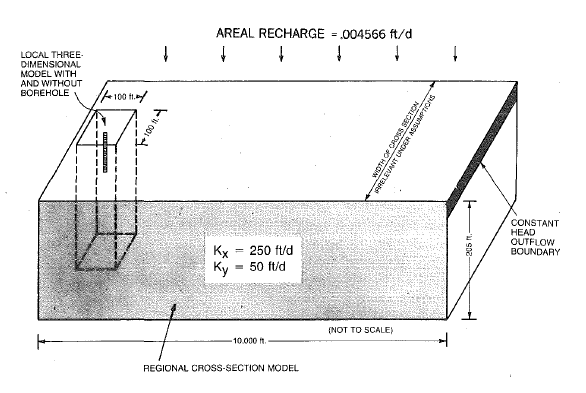 AREAL RECHARGE = .004566 ft/d
LOCAL THREE-
DIMENSIONAL
MODEL WITH
AND WITHOUT
BOREHOLE
100 ft.
100 ft.
WIDTH OF CROSS SECTION
IRRELEVANT UNDER ASSUMPTIONS
Kx = 250 ft/d
Ky = 50 ft/d
205 ft.
CONSTANT
HEAD
OUTFLOW
BOUNDARY
(NOT TO SCALE)
10,000 ft.
REGIONAL CROSS-SECTION MODEL